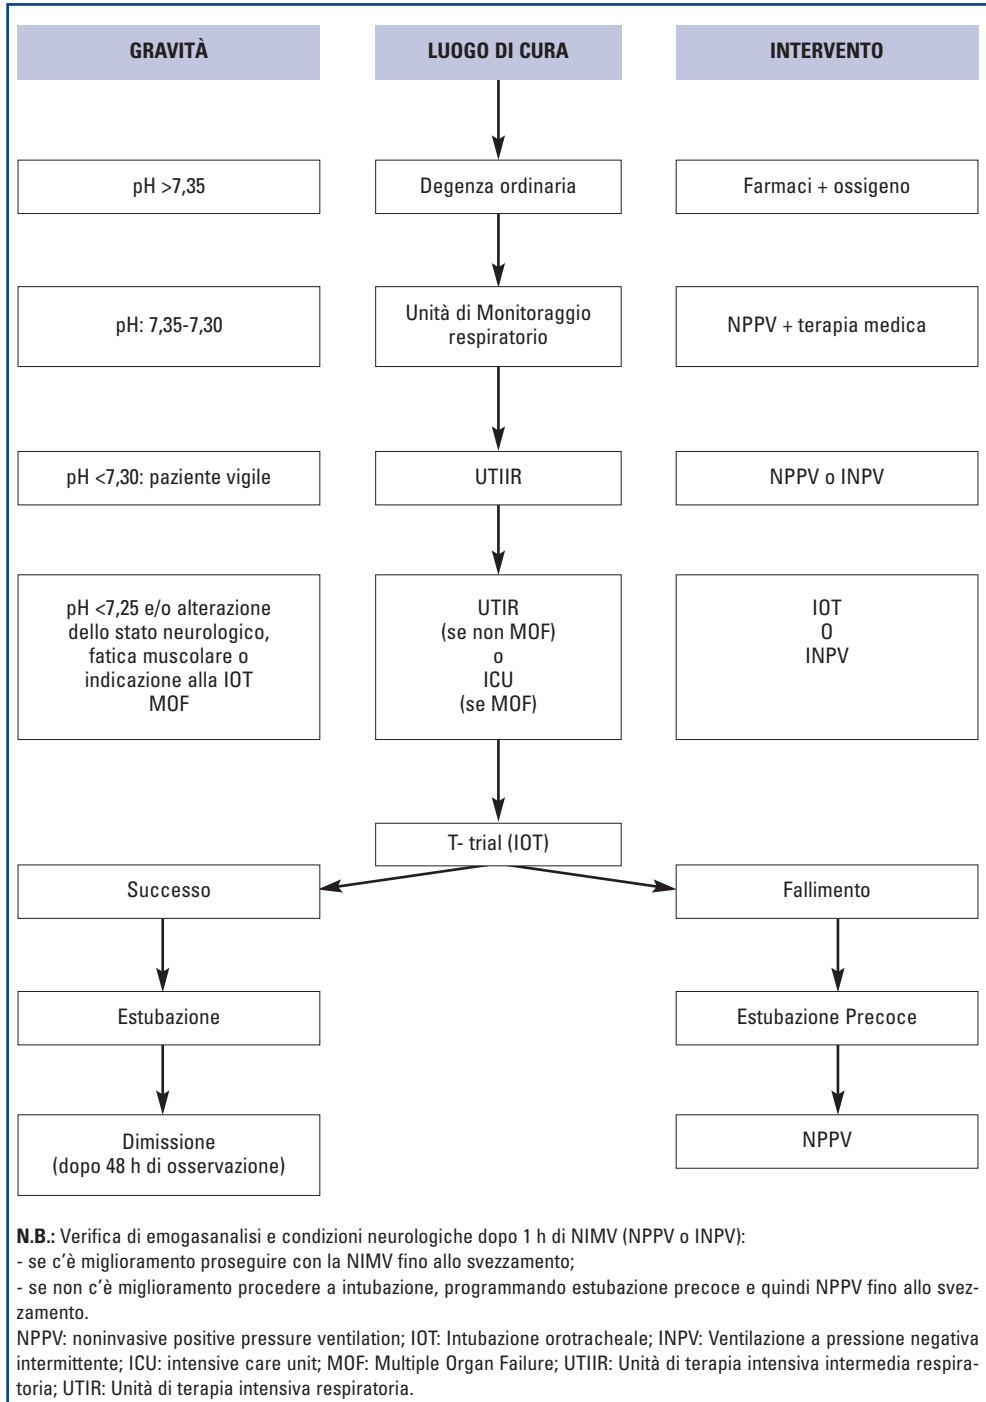 GRAVITÀ
LUOGO DI CURA
INTERVENTO
pH >7,35
Degenza ordinaria
Farmaci + ossigeno
pH: 7,35-7,30
Unità di Monitoraggio
respiratorio
NPPV + terapia medica
pH <7,30: paziente vigile
UTIIR
NPPV o INPV
pH <7,25 e/o alterazione
dello stato neurologico,
fatica muscolare o
indicazione alla IOT
MOF
UTIR
(se non MOF)
o
ICU
(se MOF)
IOT
O
INPV
T- trial (IOT)
Successo
Fallimento
Estubazione
Estubazione Precoce
Dimissione
(dopo 48 h di osservazione)
NPPV
N.B.: Verifica di emogasanalisi e condizioni neurologiche dopo 1 h di NIMV (NPPV o INPV):
- se c'è miglioramento proseguire con la NIMV fino allo svezzamento;
- se non c'è miglioramento procedere a intubazione, programmando estubazione precoce e quindi NPPV fino allo svez-
zamento.
NPPV: noninvasive positive pressure ventilation; IOT: Intubazione orotracheale; INPV: Ventilazione a pressione negativa
intermittente; ICU: intensive care unit; MOF: Multiple Organ Failure; UTIIR: Unità di terapia intensiva intermedia respira-
toria; UTIR: Unità di terapia intensiva respiratoria.